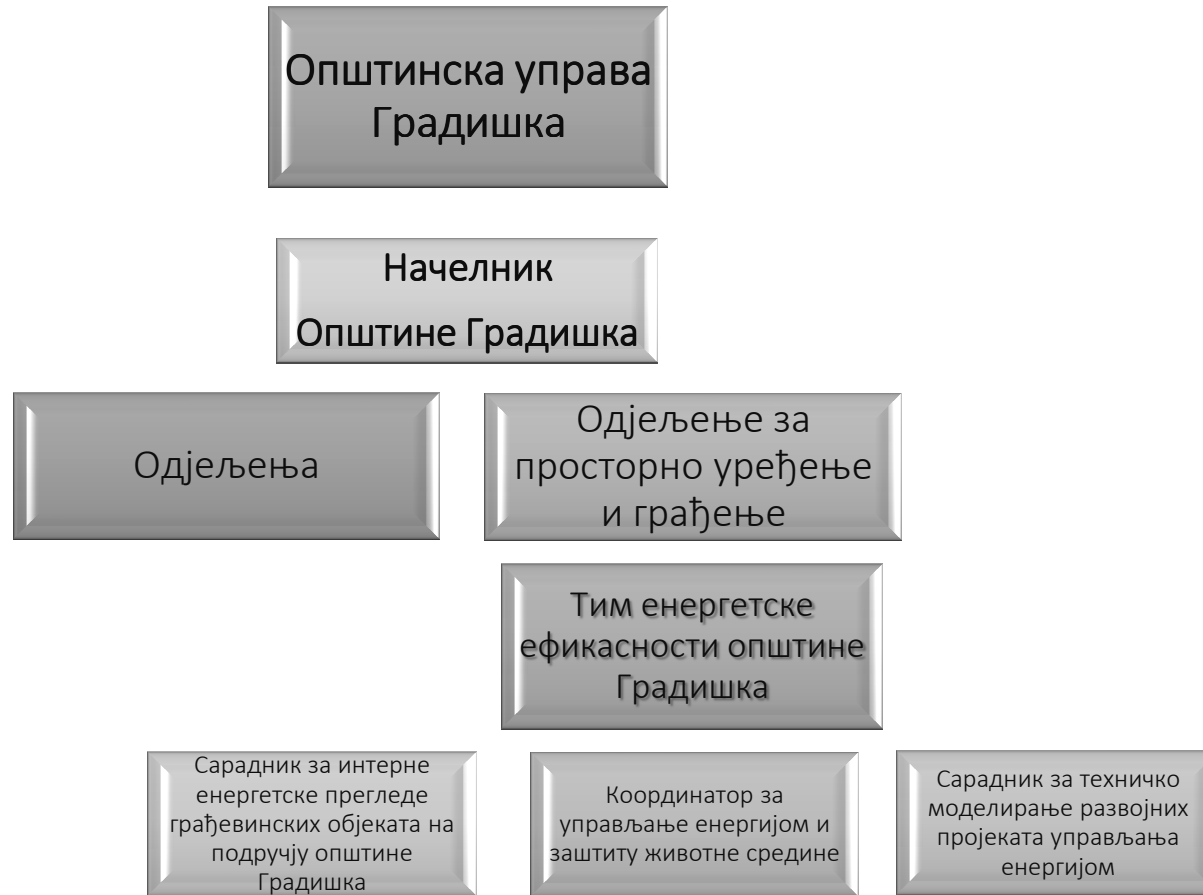 Општинска управа
Градишка
Начелник
Општине Градишка
Одјељења
Одјељење за
просторно уређење
и грађење
Тим енергетске
ефикасности општине
Градишка
Сарадник за интерне
енергетске прегледе
грађевинских објеката на
подручју општине
Градишка
Координатор за
управљање енергијом и
заштиту животне средине
Сарадник за техничко
моделирање развојних
пројеката управљања
енергијом